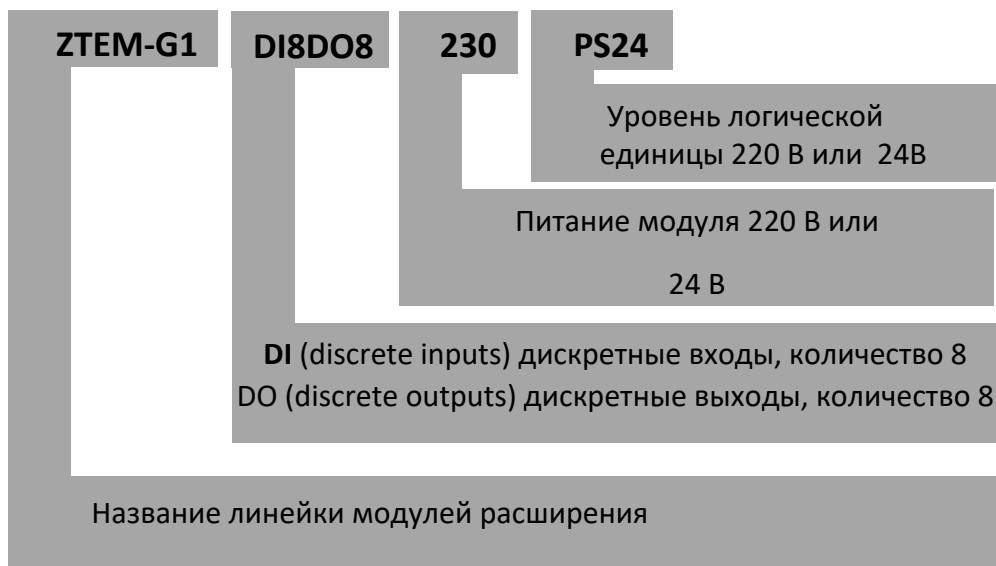 ZTEM-G1 DI8DO8 230 PS24
Уровень логической
единицы 220 В или 24В
Питание модуля 220 В или
24 В
DI (discrete inputs) дискретные входы, количество 8
DO (discrete outputs) дискретные выходы, количество 8
Название линейки модулей расширения